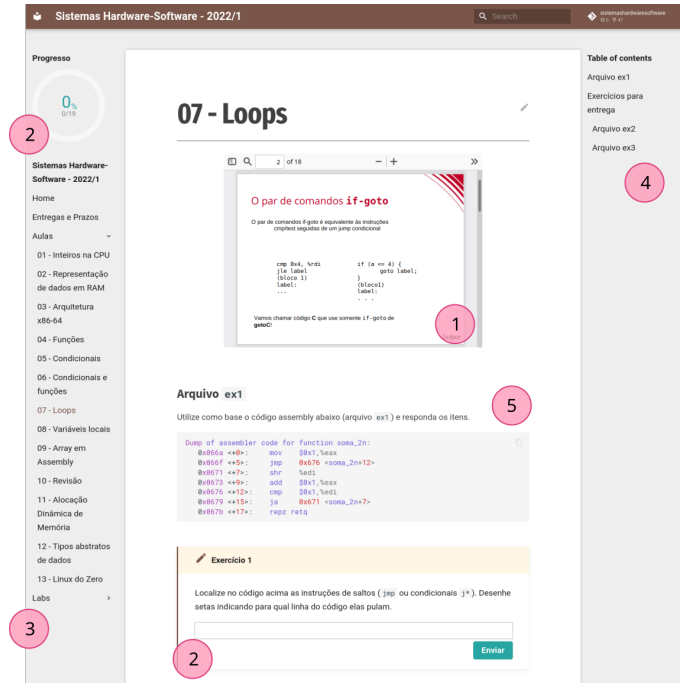 Sistemas Hardware-Software - 2022/1
Search
sistemashardwaresoftware
Progresso
0%
0/19
2
Sistemas Hardware-
Software - 2022/1
Home
Entregas e Prazos
Aulas
01 - Inteiros na CPU
02 - Representação
de dados em RAM
03 - Arquitetura
x86-64
04 - Funções
05 - Condicionais
06 - Condicionais e
funções
07 - Loops
08 - Variáveis locais
09 - Array em
Assembly
10 - Revisão
11 - Alocação
Dinâmica de
Memória
12 - Tipos abstratos
de dados
13 - Linux do Zero
Labs
3
07 - Loops
2 of 18
O par de comandos if-goto
O par de comandos if-goto é equivalente às instruções
cmp/test seguidas de um jump condicional
cmp 0x4, %rdi
jle label
(bloco 1)
label:
...
if (a <= 4) {
goto label;
}
(bloco1)
label:
. . .
Vamos chamar código C que use somente if-goto de
gotoC!
1
Arquivo ex1
5
Utilize como base o código assembly abaixo (arquivo ex1) e responda os itens.
Dump of assembler code for function soma_2n:
0x066a <+0>: mov $0x1,%eax
0x066f <+5>: jmp 0x676 <soma_2n+12>
0x0671 <+7>: shr %edi
0x0673 <+9>: add $0x1,%eax
0x0676 <+12>: cmp $0x1,%edi
0x0679 <+15>: ja 0x671 <soma_2n+7>
0x067b <+17>: repz retq
Exercício 1
Localize no código acima as instruções de saltos (jmp ou condicionais j*). Desenhe
setas indicando para qual linha do código elas pulam.
Enviar
2
Table of contents
Arquivo ex1
Exercícios para
entrega
Arquivo ex2
Arquivo ex3
4